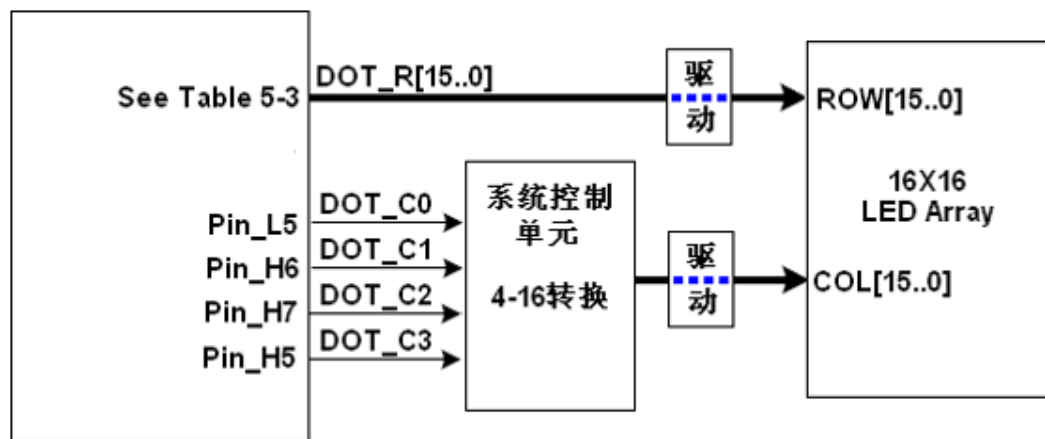 See Table 5-3
DOT_R[15..0]
驱
动
ROW[15..0]
16X16
LED Array
Pin_L5
DOT_C0
Pin_H6
DOT_C1
Pin_H7
DOT_C2
Pin_H5
DOT_C3
系统控制
单元
4-16转换
驱
动
COL[15..0]